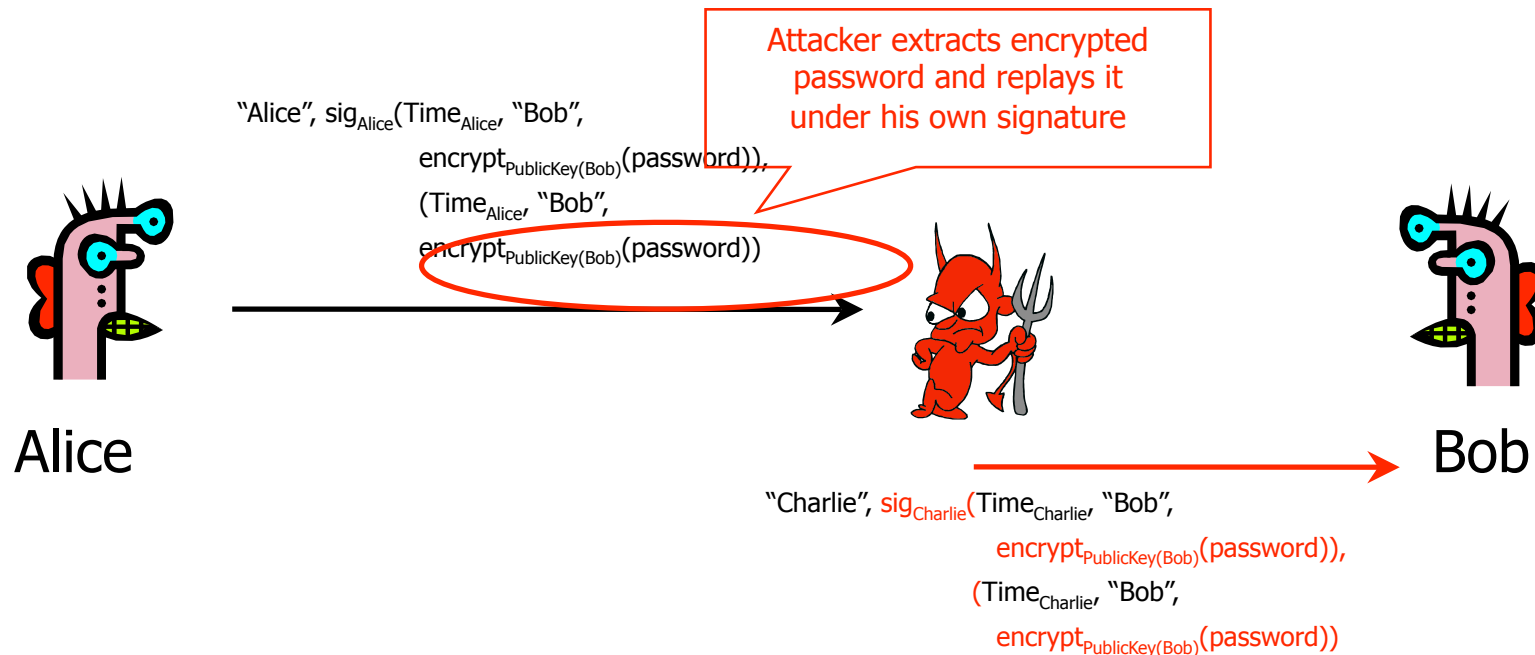 Attacker extracts encrypted
password and replays it
under his own signature
“Alice”, sigAlice(TimeAlice, “Bob”,
encryptPublicKey(Bob)(password)),
(TimeAlice, “Bob”,
encryptPublicKey(Bob)(password))
Alice
Bob
“Charlie”, sigCharlie(TimeCharlie, “Bob”,
encryptPublicKey(Bob)(password)),
(TimeCharlie, “Bob”,
encryptPublicKey(Bob)(password))